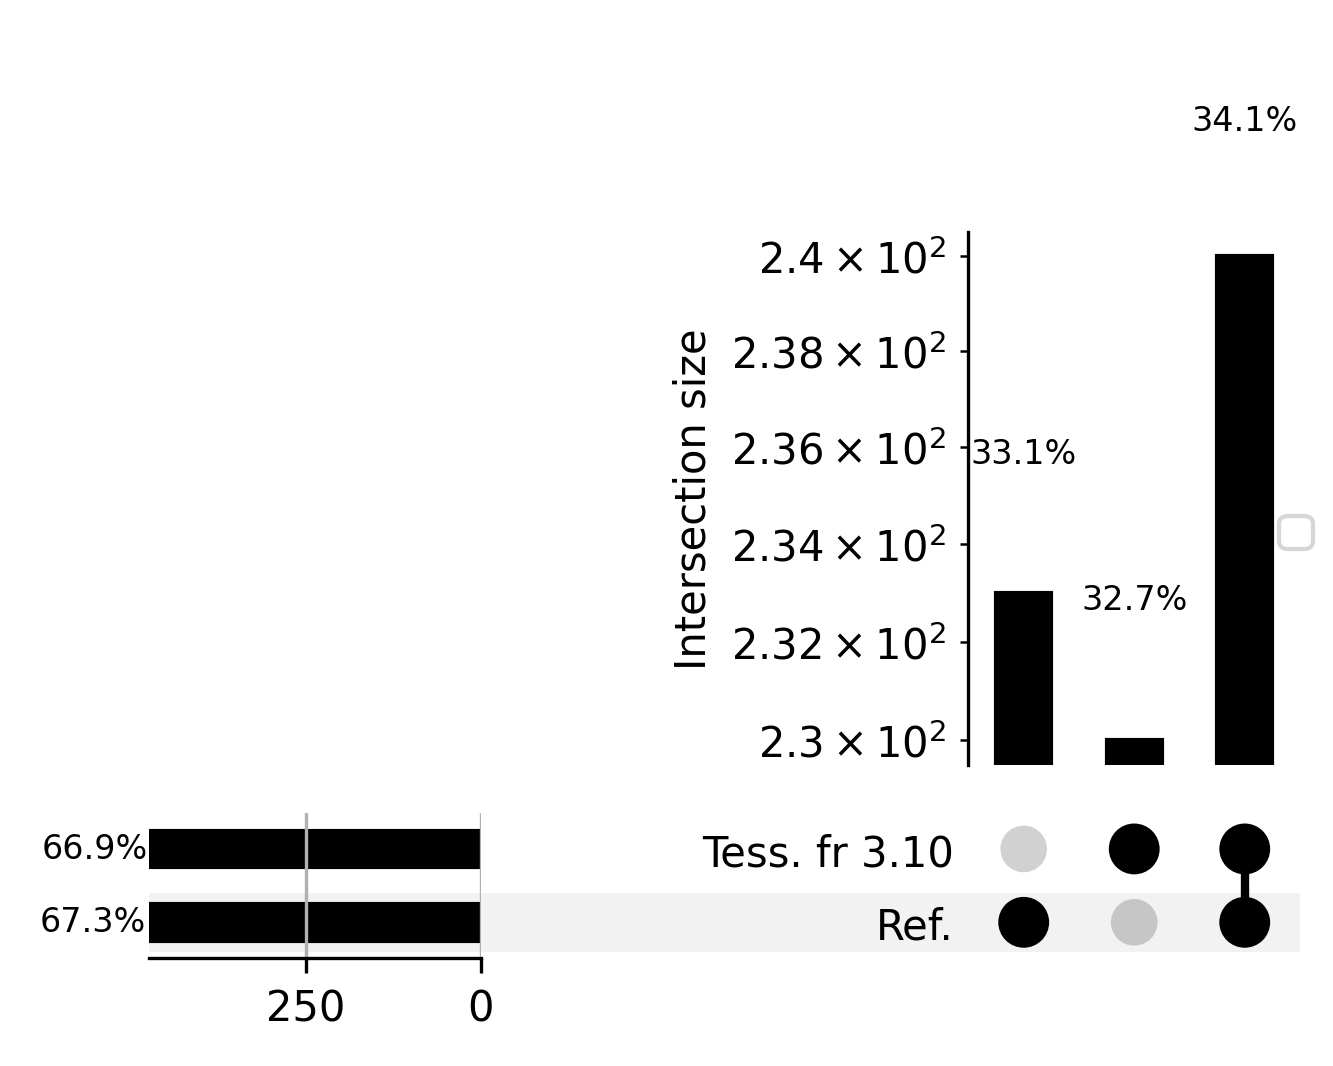 34.1%
2.4 × 10²
2.38 × 10²
2.36 × 10²
33.1%
2.34 × 10²
32.7%
2.32 × 10²
2.3 × 10²
Intersection size
66.9%
Tess. fr 3.10
67.3%
Ref.
250 0